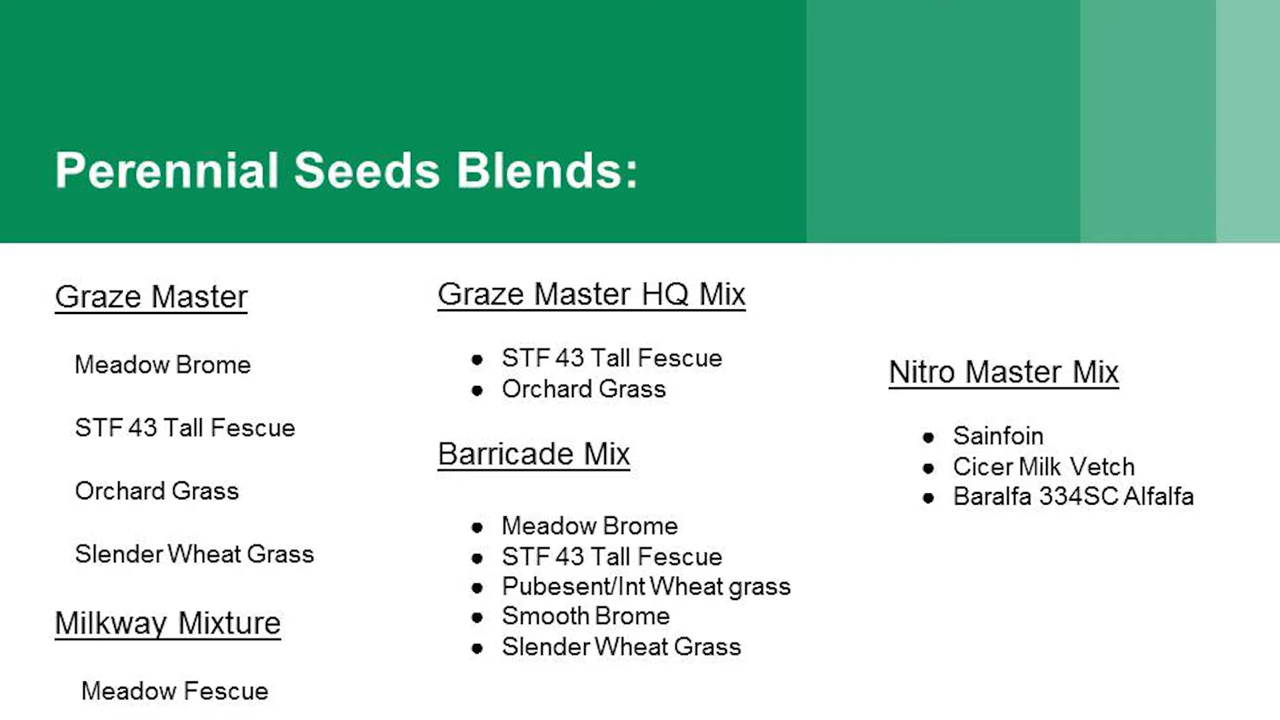 Perennial Seeds Blends:
Graze Master
Meadow Brome
STF 43 Tall Fescue
Orchard Grass
Slender Wheat Grass
Milkway Mixture
Meadow Fescue
Graze Master HQ Mix
● STF 43 Tall Fescue
● Orchard Grass
Barricade Mix
● Meadow Brome
● STF 43 Tall Fescue
● Pubesent/Int Wheat grass
● Smooth Brome
● Slender Wheat Grass
Nitro Master Mix
● Sainfoin
● Cicer Milk Vetch
● Baralfa 334SC Alfalfa